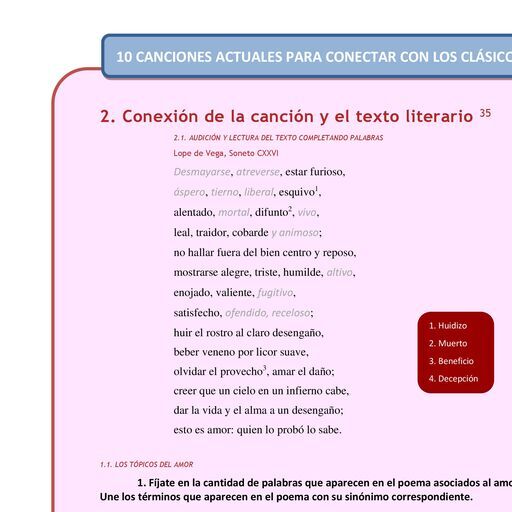 10 CANCIONES ACTUALES PARA CONECTAR CON LOS CLÁSICO
2. Conexión de la canción y el texto literario 35
2.1. AUDICIÓN Y LECTURA DEL TEXTO COMPLETANDO PALABRAS
Lope de Vega, Soneto CXXVI
Desmayarse, atreverse, estar furioso,
áspero, tierno, liberal, esquivo1,
alentado, mortal, difunto2, vivo,
leal, traidor, cobarde y animoso;
no hallar fuera del bien centro y reposo,
mostrarse alegre, triste, humilde, altivo,
enojado, valiente, fugitivo,
satisfecho, ofendido, receloso;
huir el rostro al claro desengaño,
beber veneno por licor suave,
olvidar el provecho3, amar el daño;
creer que un cielo en un infierno cabe,
dar la vida y el alma a un desengaño;
esto es amor: quien lo probó lo sabe.
1. Huidizo
2. Muerto
3. Beneficio
4. Decepción
1.1. LOS TÓPICOS DEL AMOR
1. Fíjate en la cantidad de palabras que aparecen en el poema asociados al amo
Une los términos que aparecen en el poema con su sinónimo correspondiente.